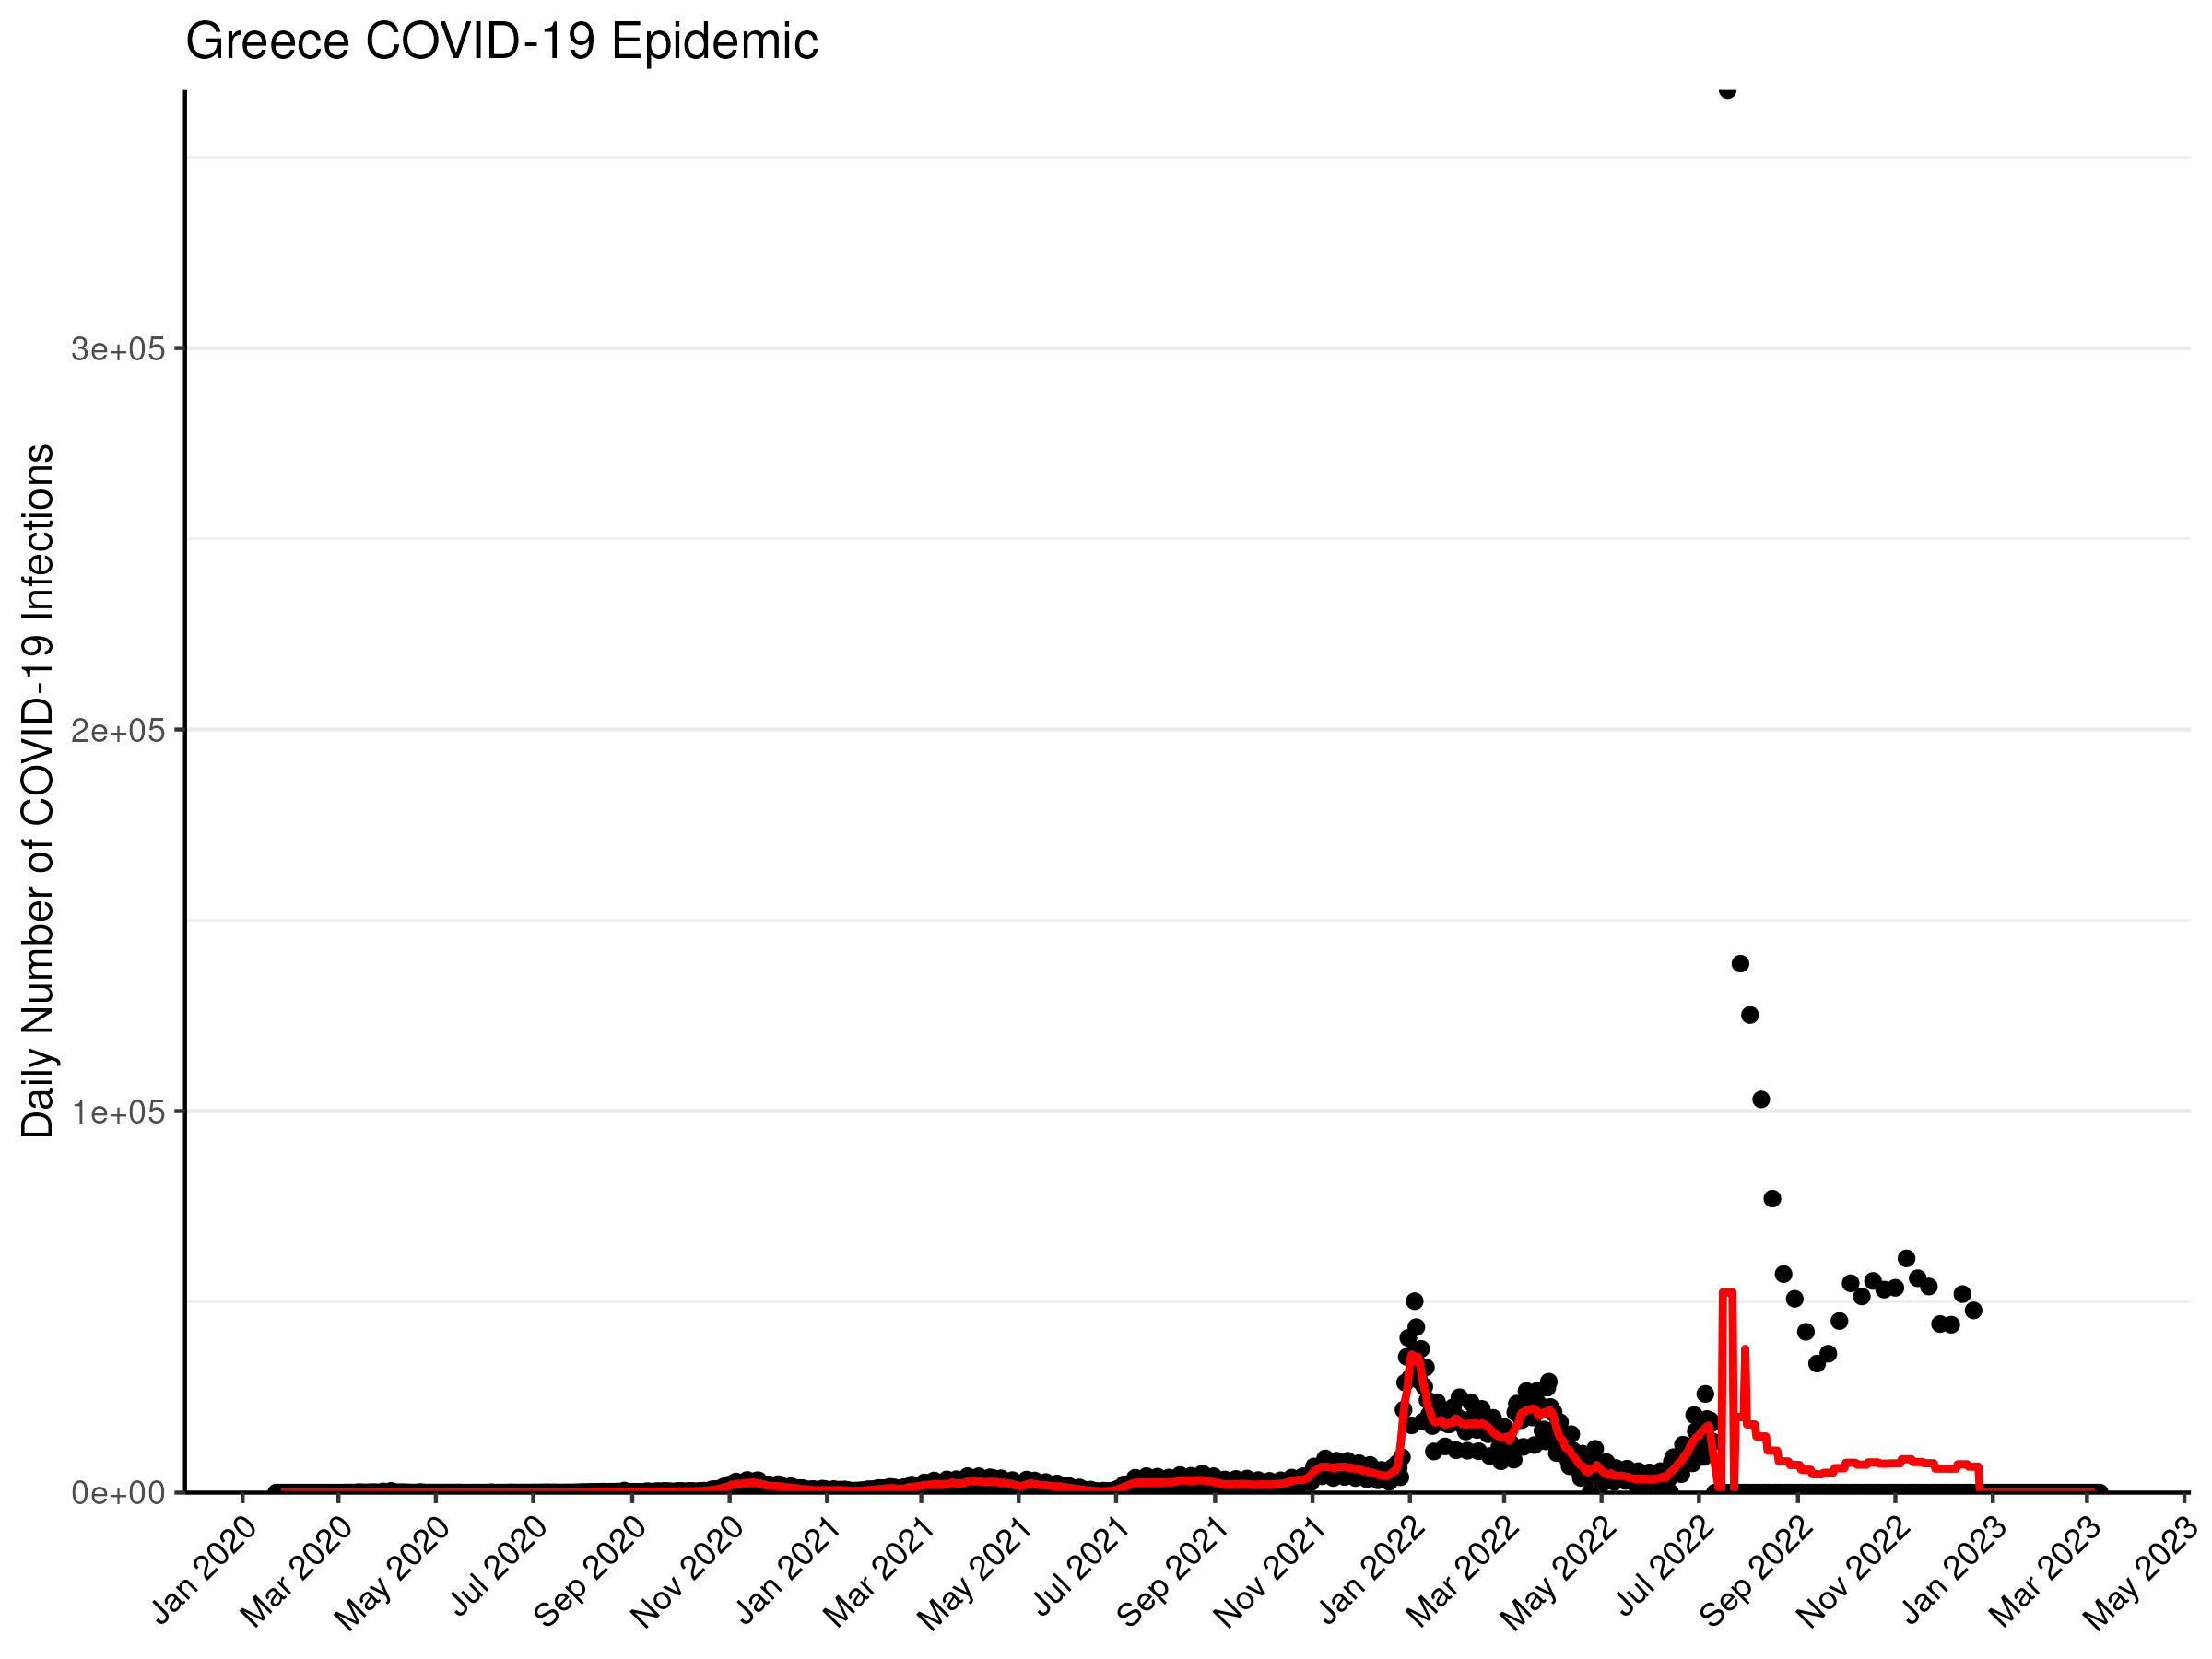 Greece COVID-19 Epidemic
Daily Number of COVID-19 Infections
3e+05
2e+05
1e+05
0e+00
Jan 2020
Mar 2020
May 2020
Jul 2020
Sep 2020
Nov 2020
Jan 2021
Mar 2021
May 2021
Jul 2021
Sep 2021
Nov 2021
Jan 2022
Mar 2022
May 2022
Jul 2022
Sep 2022
Nov 2022
Jan 2023
Mar 2023
May 2023